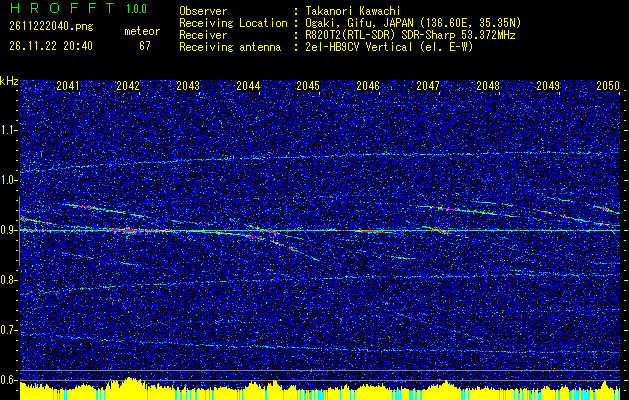 HROFFT 1.0.0
2611222040.png
26.11.22 20:40
meteor
67
Observer : Takanori Kawachi
Receiving Location : Ogaki, Gifu, JAPAN (136.60E, 35.35N)
Receiver : R820T2(RTL-SDR) SDR-Sharp 53.372MHz
Receiving antenna : 2el-HB9CV Vertical (el. E-W)
kHz
2041 2042 2043 2044 2045 2046 2047 2048 2049 2050
1.1
1.0
0.9
0.8
0.7
0.6